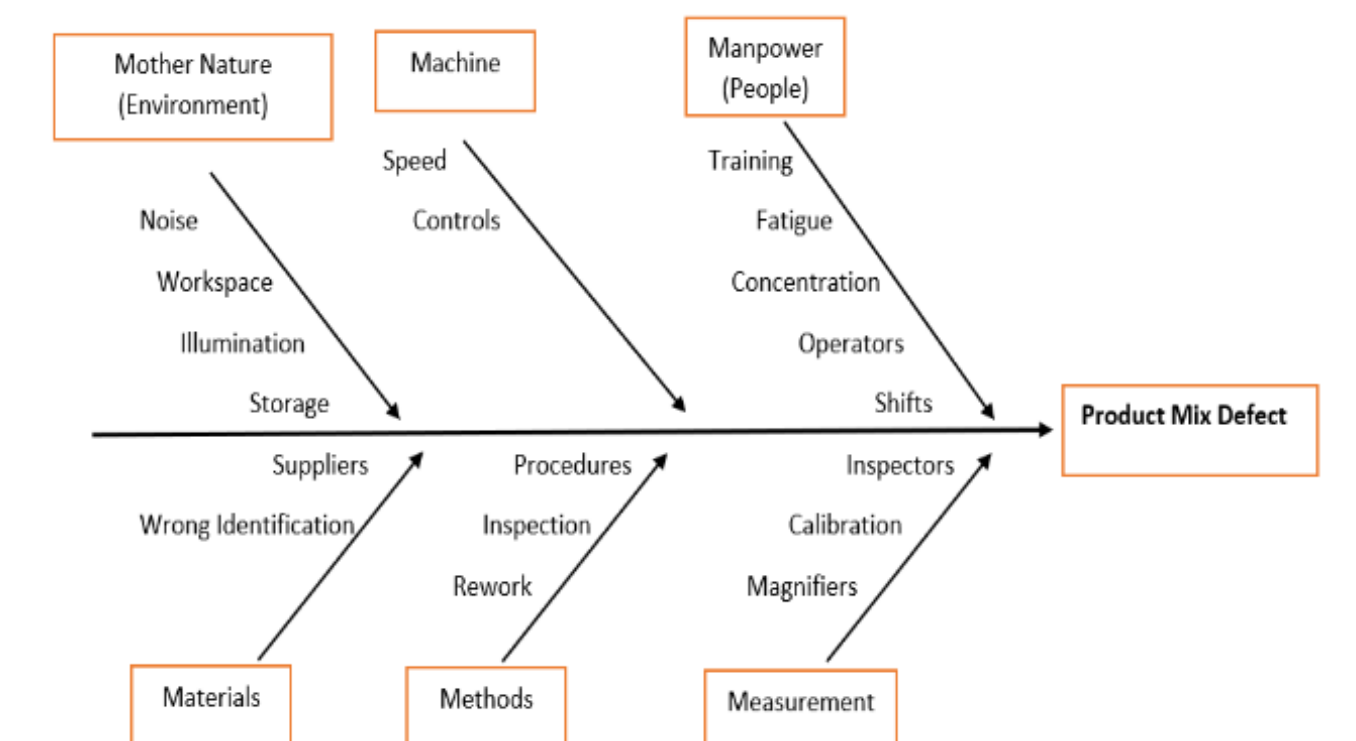 Mother Nature
(Environment)
Machine
Manpower
(People)
Speed
Training
Noise
Controls
Fatigue
Workspace
Concentration
Illumination
Operators
Storage
Shifts
Product Mix Defect
Suppliers
Procedures
Inspectors
Wrong Identification
Inspection
Calibration
Rework
Magnifiers
Materials
Methods
Measurement